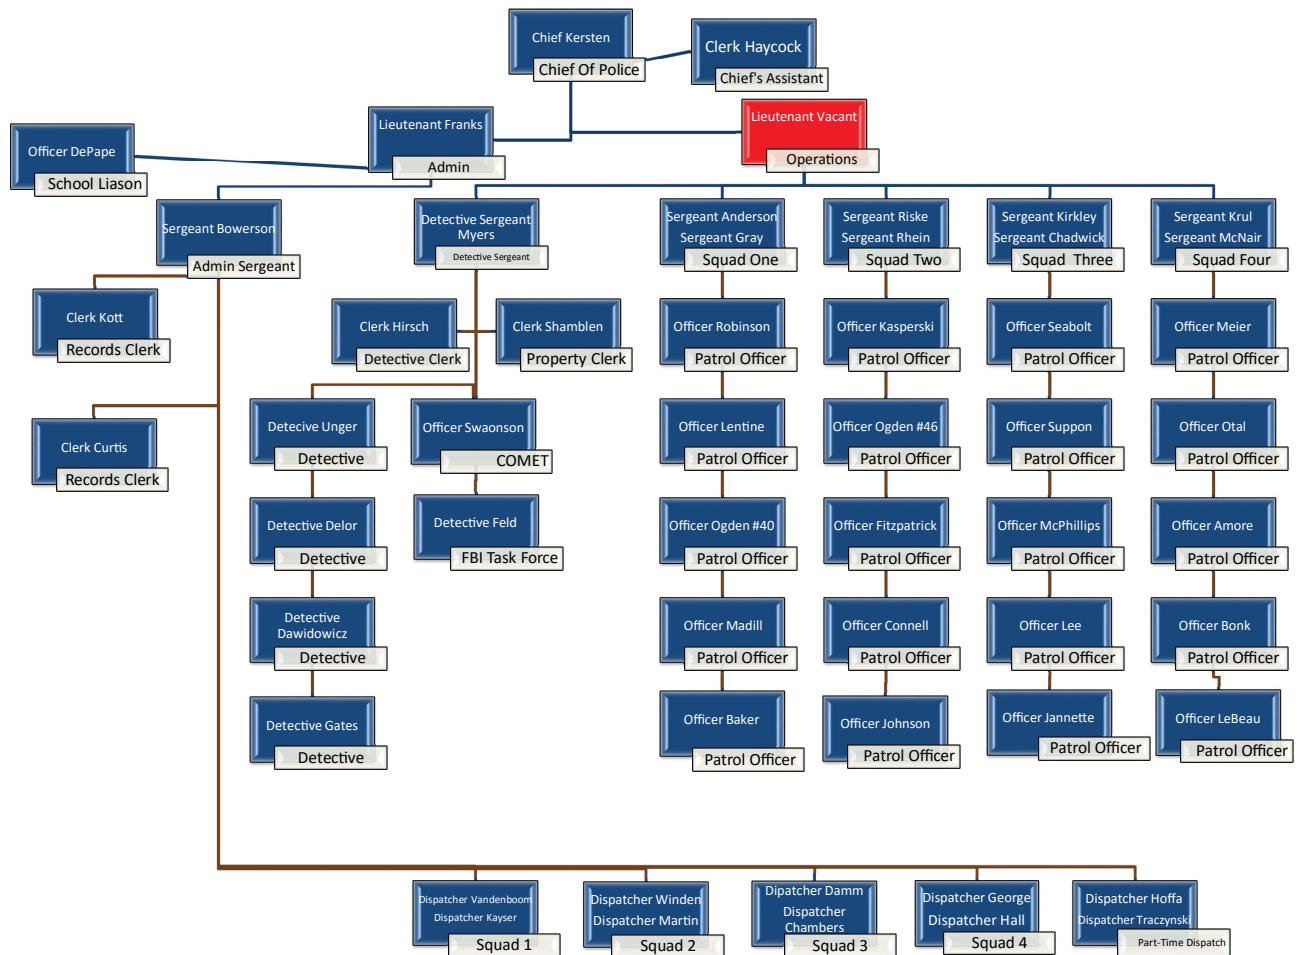 Chief Kersten
Chief Of Police
Clerk Haycock
Chief's Assistant
Lieutenant Franks
Admin
Lieutenant Vacant
Operations
Officer DePape
School Liason
Sergeant Bowerson
Admin Sergeant
Detective Sergeant
Myers
Detective Sergeant
Sergeant Anderson
Sergeant Gray
Squad One
Sergeant Riske
Sergeant Rhein
Squad Two
Sergeant Kirkley
Sergeant Chadwick
Squad Three
Sergeant Krul
Sergeant McNair
Squad Four
Clerk Kott
Records Clerk
Clerk Hirsch
Detective Clerk
Clerk Shamblen
Property Clerk
Officer Robinson
Patrol Officer
Officer Kasperski
Patrol Officer
Officer Seabolt
Patrol Officer
Officer Meier
Patrol Officer
Clerk Curtis
Records Clerk
Detecive Unger
Detective
Officer Swaonson
COMET
Officer Lentine
Patrol Officer
Officer Ogden #46
Patrol Officer
Officer Suppon
Patrol Officer
Officer Otal
Patrol Officer
Detective Delor
Detective
Detective Feld
FBI Task Force
Officer Ogden #40
Patrol Officer
Officer Fitzpatrick
Patrol Officer
Officer McPhillips
Patrol Officer
Officer Amore
Patrol Officer
Detective
Dawidowicz
Detective
Officer Madill
Patrol Officer
Officer Connell
Patrol Officer
Officer Lee
Patrol Officer
Officer Bonk
Patrol Officer
Detective Gates
Detective
Officer Baker
Patrol Officer
Officer Johnson
Patrol Officer
Officer Jannette
Patrol Officer
Officer LeBeau
Patrol Officer
Dispatcher Vandenboom
Dispatcher Kayser
Squad 1
Dispatcher Winden
Dispatcher Martin
Squad 2
Dipatcher Damm
Dispatcher
Chambers
Squad 3
Dispatcher George
Dispatcher Hall
Squad 4
Dispatcher Hoffa
Dispatcher Traczynski
Part-Time Dispatch